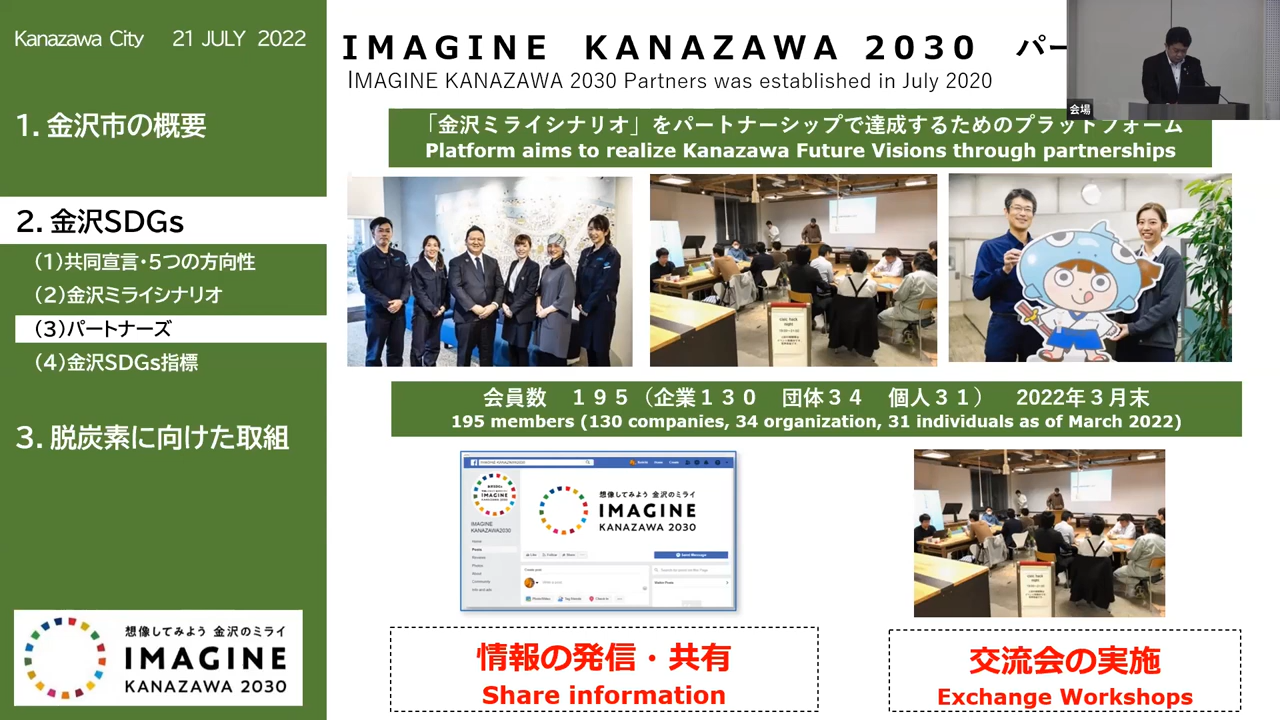 Kanazawa City 21 JULY 2022
1. 金沢市の概要
2. 金沢SDGs
(1)共同宣言・5つの方向性
(2)金沢ミライシナリオ
(3)パートナーズ
(4)金沢SDGs指標
3. 脱炭素に向けた取組
想像してみよう 金沢のミライ
IMAGINE
KANAZAWA 2030
IMAGINE KANAZAWA 2030 パー
IMAGINE KANAZAWA 2030 Partners was established in July 2020
会場
「金沢ミライシナリオ」をパートナーシップで達成するためのプラットフォーム
Platform aims to realize Kanazawa Future Visions through partnerships
会員数 195(企業130 団体34 個人31) 2022年3月末
195 members (130 companies, 34 organization, 31 individuals as of March 2022)
IMAGINE
KANAZAWA2030
Home
Posts
Reviews
Photos
About
Community
想像してみよう 金沢のミライ
IMAGINE
KANAZAWA 2030
Send Message
情報の発信・共有
Share information
交流会の実施
Exchange Workshops